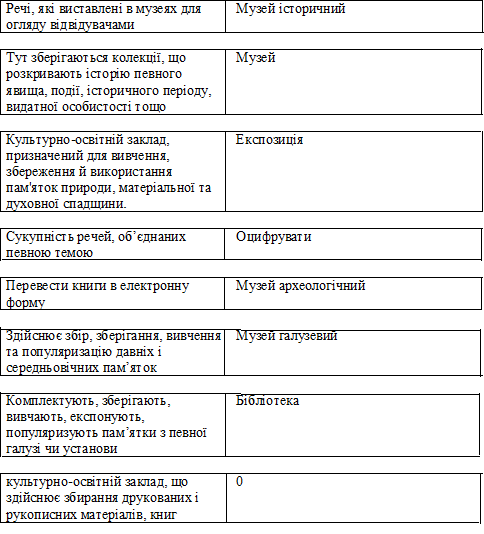 Речі, які виставлені в музеях для
огляду відвідувачами
Музей історичний
Тут зберігаються колекції, що
розкривають історію певного
явища, події, історичного періоду,
видатної особистості тощо
Музей
Культурно-освітній заклад,
призначений для вивчення,
збереження й використання
пам'яток природи, матеріальної та
духовної спадщини.
Експозиція
Сукупність речей, об’єднаних
певною темою
Оцифрувати
Перевести книги в електронну
форму
Музей археологічний
Здійснює збір, зберігання, вивчення
та популяризацію давніх і
середньовічних пам’яток
Музей галузевий
Комплектують, зберігають,
вивчають, експонують,
популяризують пам’ятки з певної
галузі чи установи
Бібліотека
культурно-освітній заклад, що
здійснює збирання друкованих і
рукописних матеріалів, книг
0